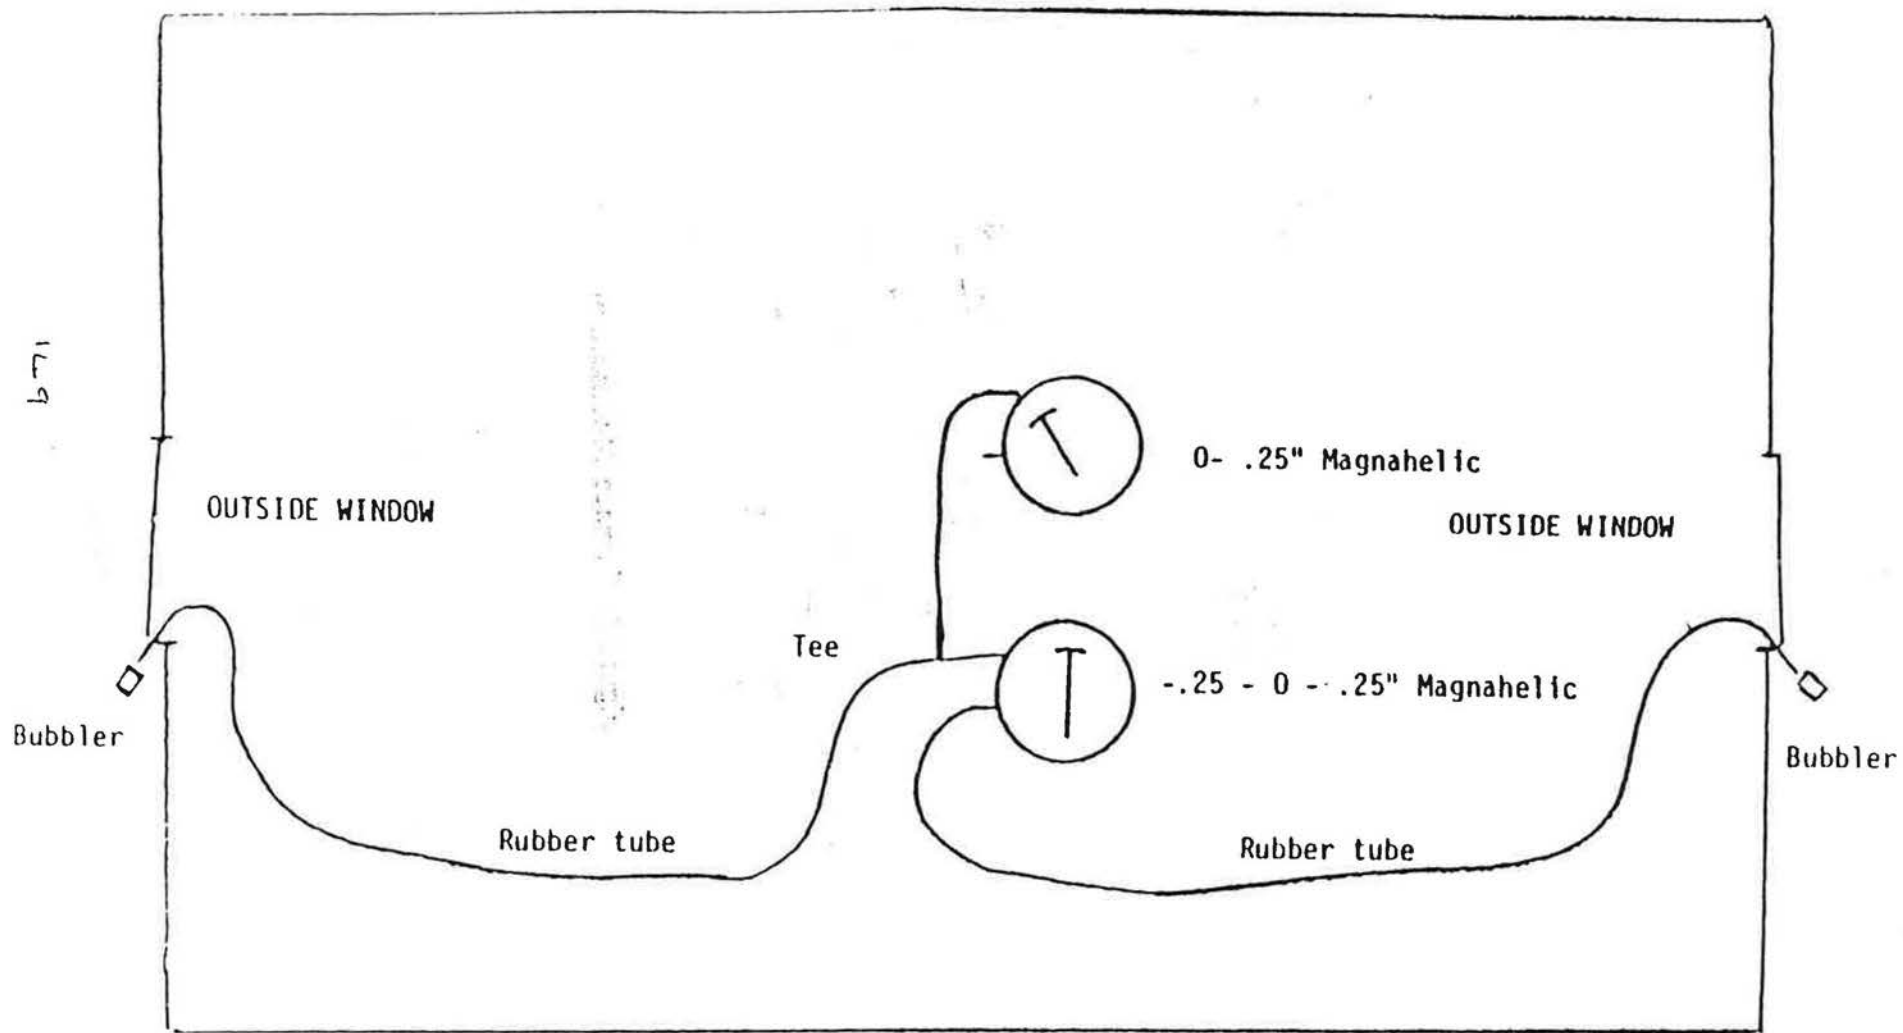 0- .25" Magnahelic
OUTSIDE WINDOW
OUTSIDE WINDOW
Tee
-.25 - 0 - .25" Magnahelic
Bubbler
Bubbler
Rubber tube
Rubber tube